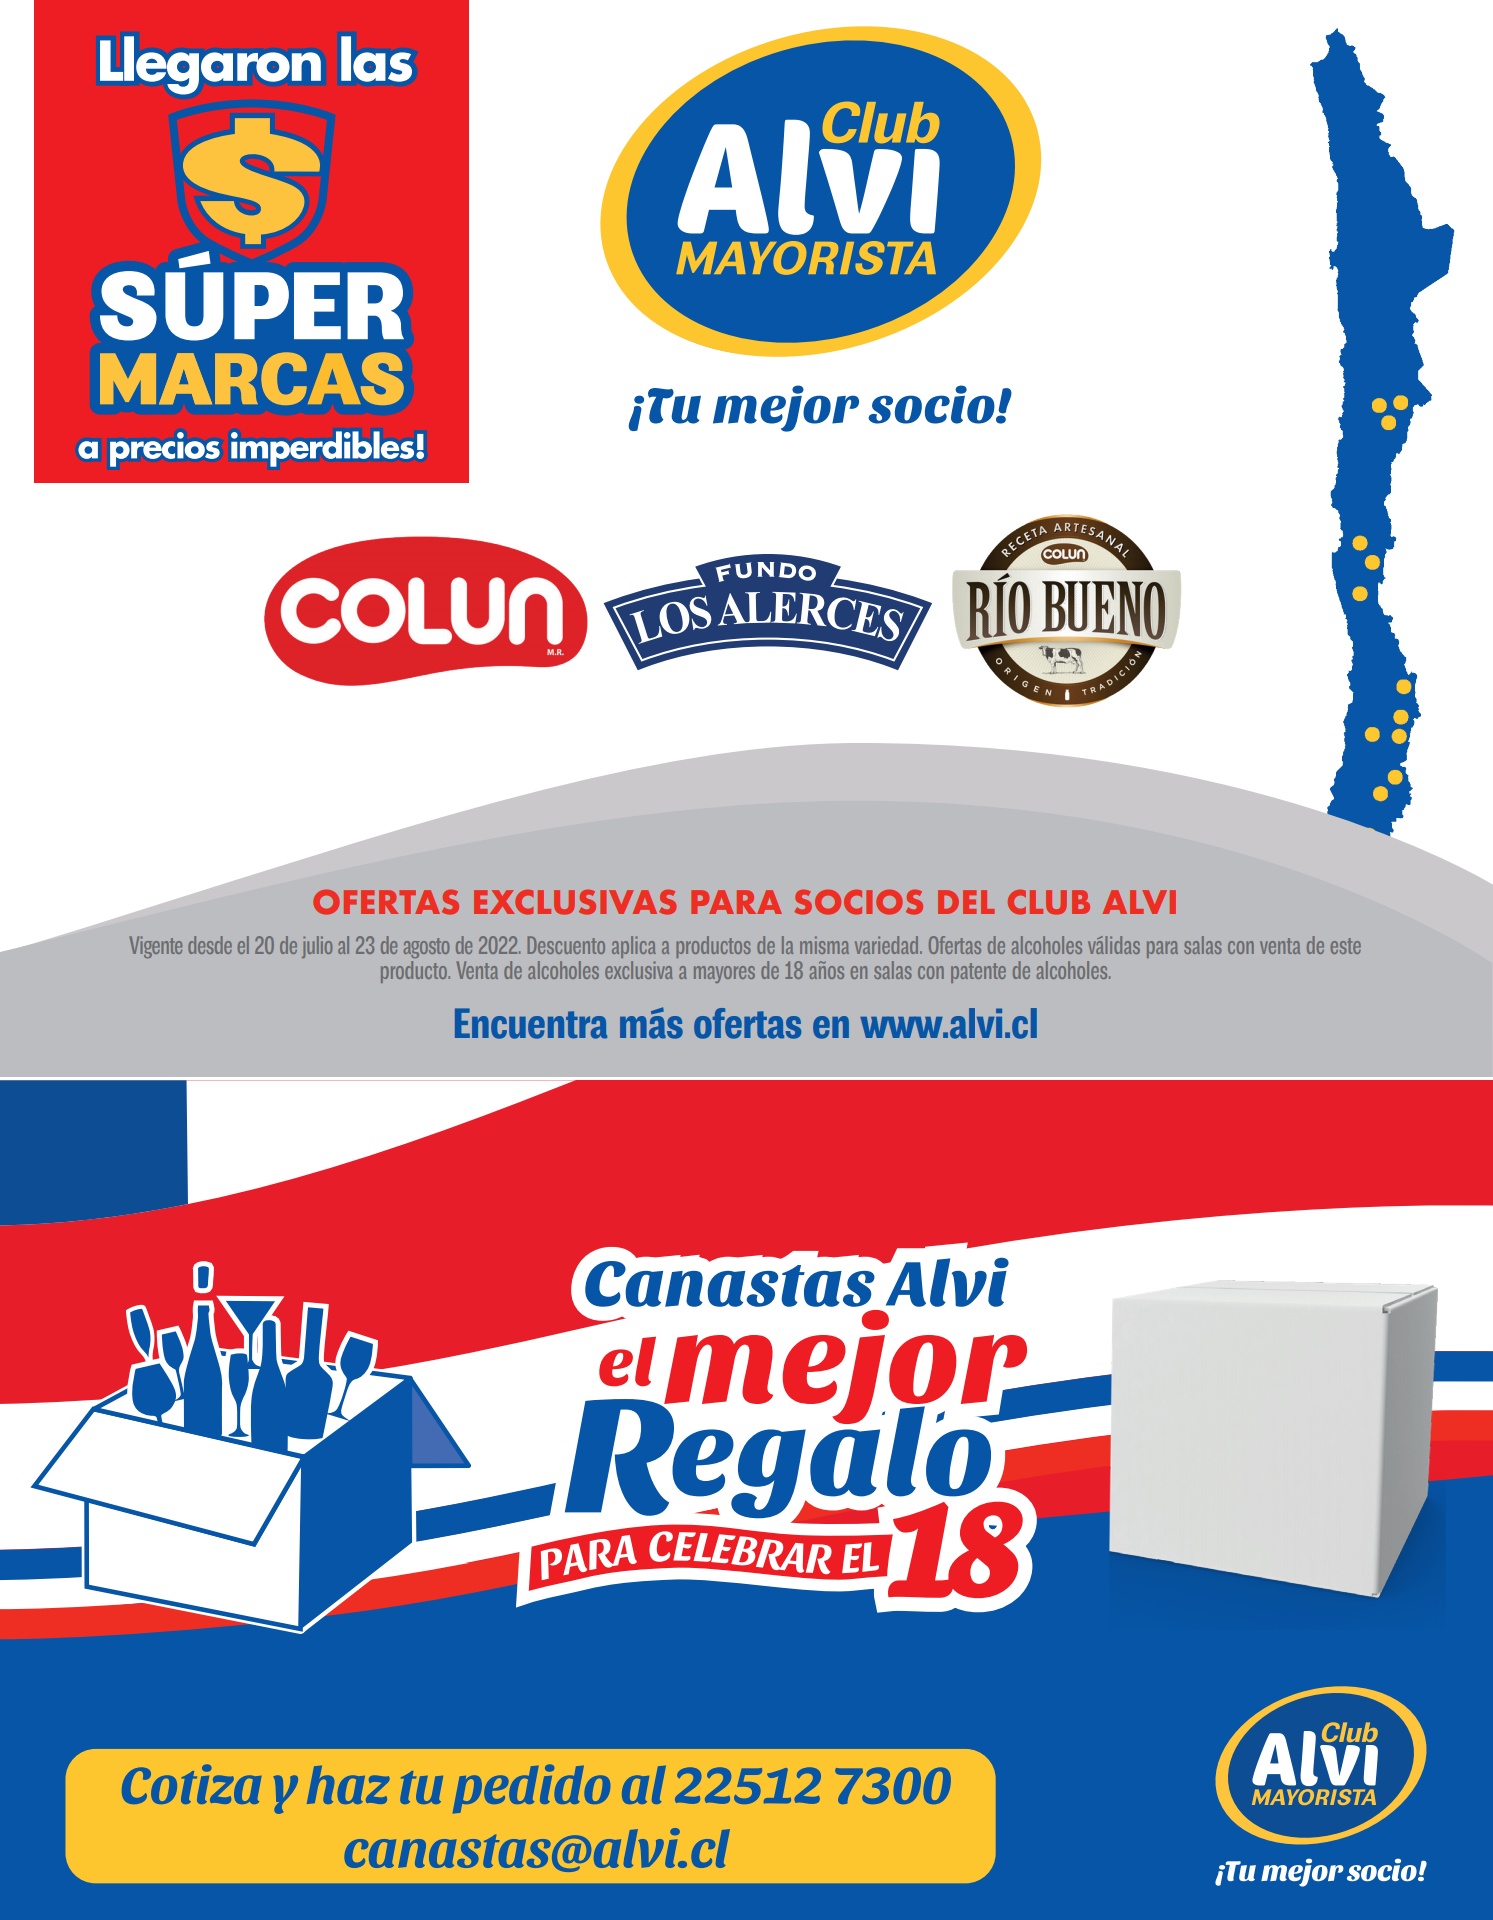 Llegaron las
$
SÚPER
MARCAS
a precios imperdibles!
Club
Alvi
MAYORISTA
¡Tu mejor socio!
COLUN
M.R.
FUNDO
LOS ALERCES
RECETA ARTESANAL
COLUN
RÍO BUENO
ORIGEN TRADICIÓN
OFERTAS EXCLUSIVAS PARA SOCIOS DEL CLUB ALVI
Vigente desde el 20 de julio al 23 de agosto de 2022. Descuento aplica a productos de la misma variedad. Ofertas de alcoholes válidas para salas con venta de este
producto. Venta de alcoholes exclusiva a mayores de 18 años en salas con patente de alcoholes.
Encuentra más ofertas en www.alvi.cl
Canastas Alvi
el mejor
Regalo
PARA CELEBRAR EL 18
Cotiza y haz tu pedido al 22512 7300
canastas@alvi.cl
Club
Alvi
MAYORISTA
¡Tu mejor socio!